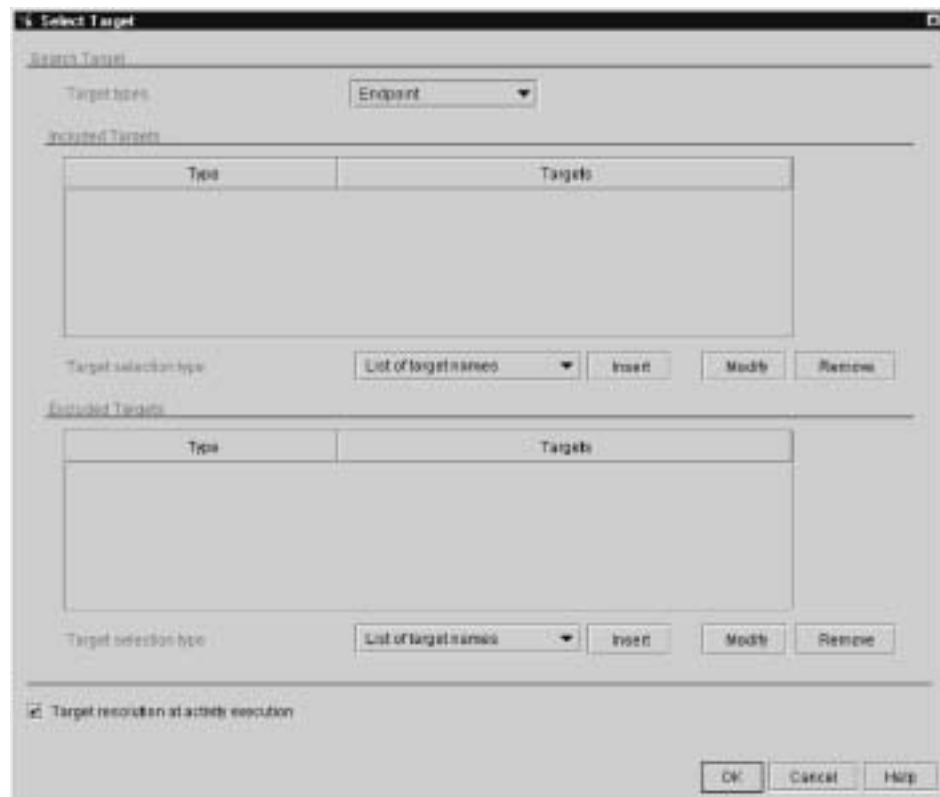 Select Target
Search Target
Target types
Endpoint
Included Targets
Type Targets
Target selection type List of target names Insert Modify Remove
Excluded Targets
Type Targets
Target selection type List of target names Insert Modify Remove
Target resolution at activity execution
OK Cancel Help